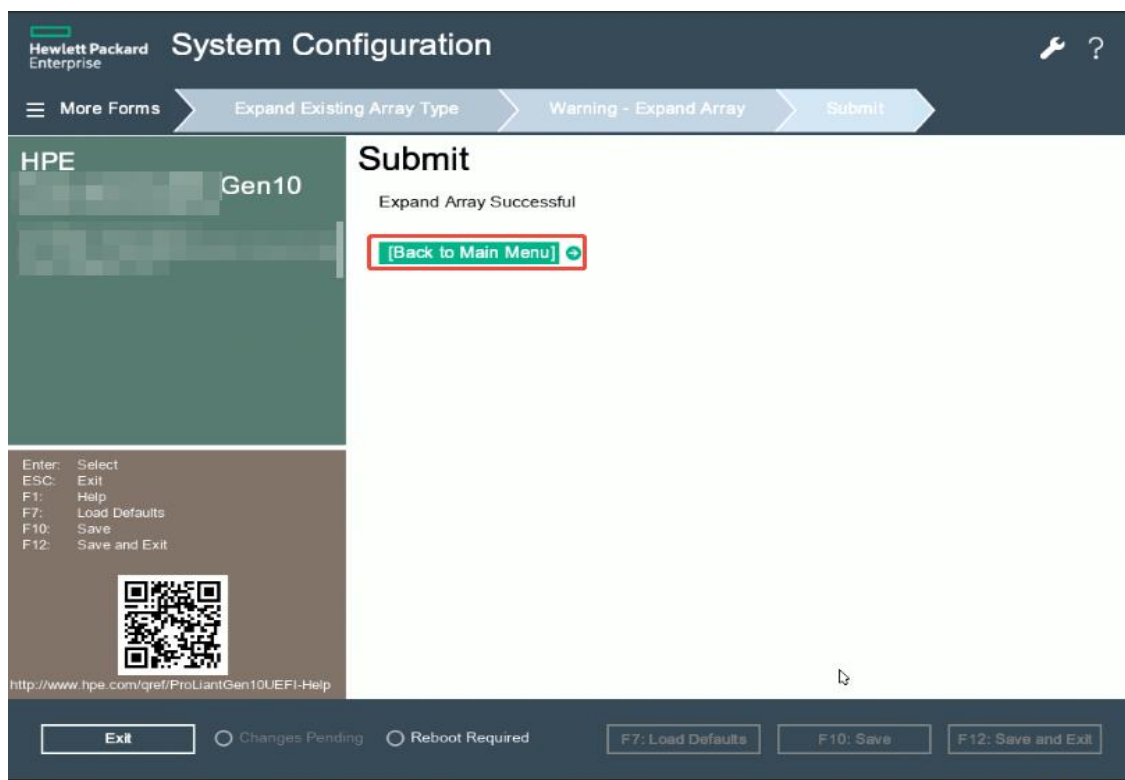 Hewlett Packard
Enterprise
System Configuration
?
More Forms
Expand Existing Array Type
Warning - Expand Array
Submit
HPE
Gen10
Submit
Expand Array Successful
[Back to Main Menu]
Enter: Select
ESC: Exit
F1: Help
F7: Load Defaults
F10: Save
F12: Save and Exit
http://www.hpe.com/qref/ProLiantGen10UEFI-Help
Exit
Changes Pending
Reboot Required
F7: Load Defaults
F10: Save
F12: Save and Exit